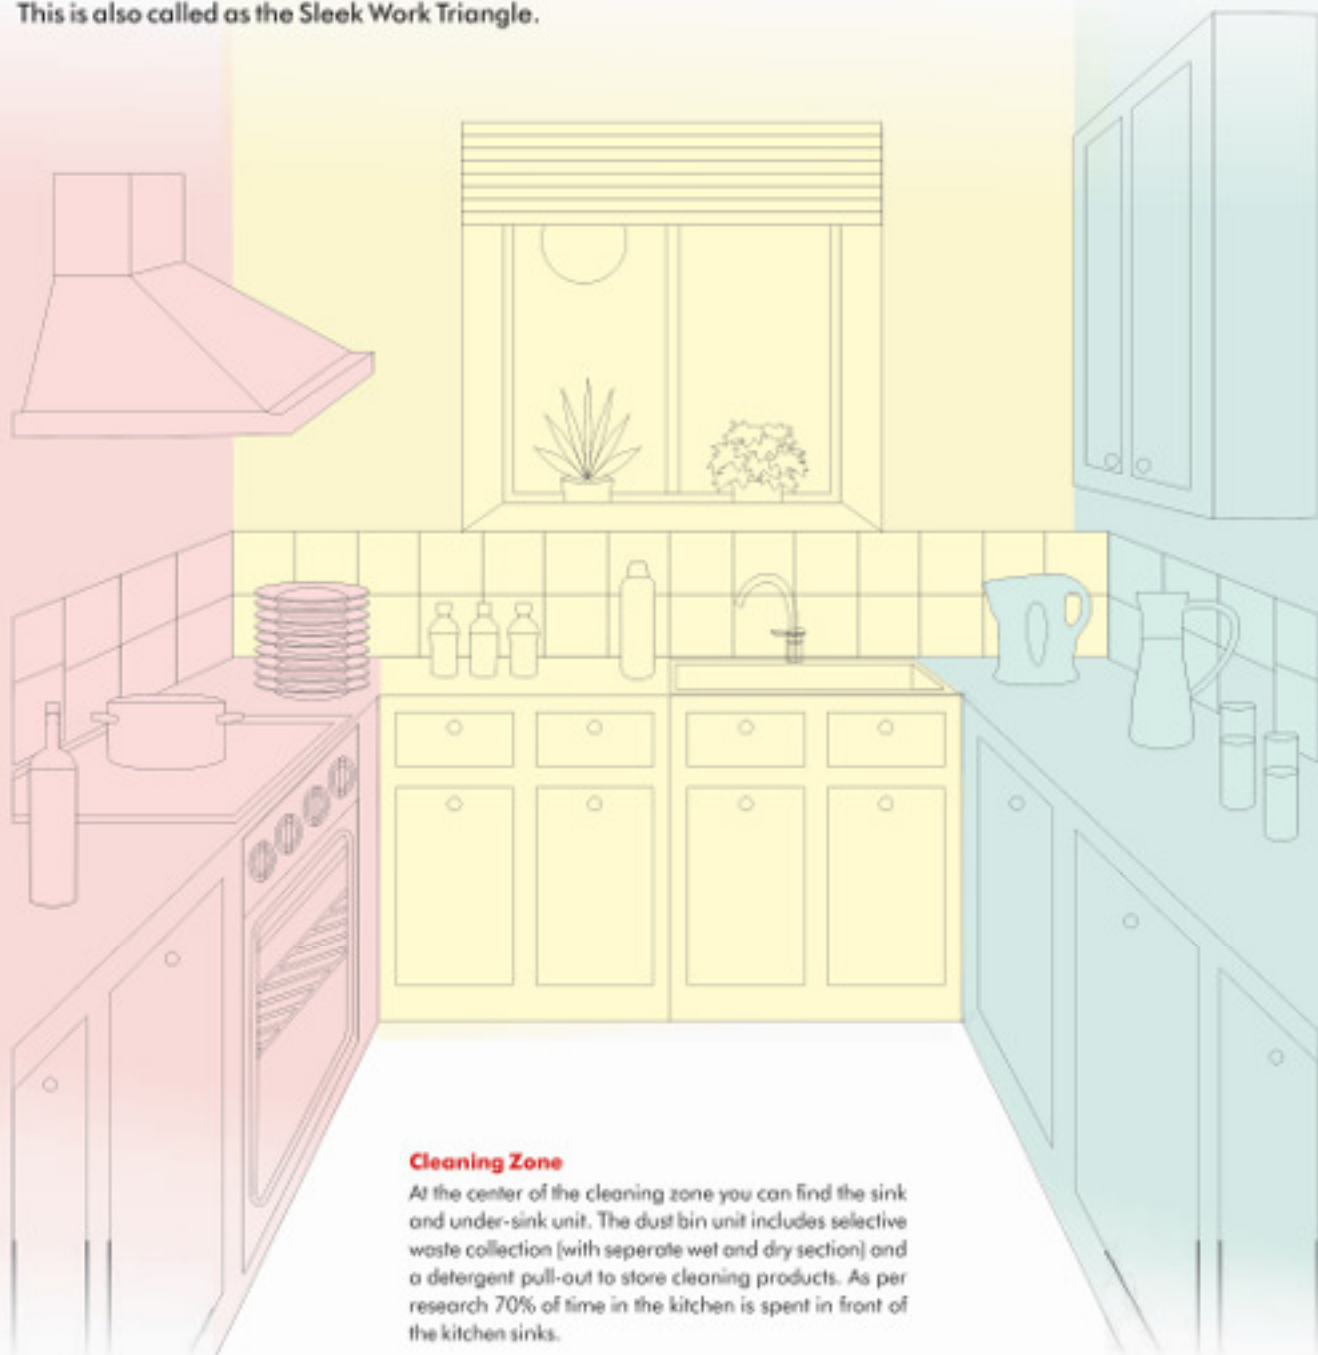 This is also called as the Sleek Work Triangle.
Cleaning Zone
At the center of the cleaning zone you can find the sink
and under-sink unit. The dust bin unit includes selective
waste collection (with seperate wet and dry section) and
a detergent pull-out to store cleaning products. As per
research 70% of time in the kitchen is spent in front of
the kitchen sinks.